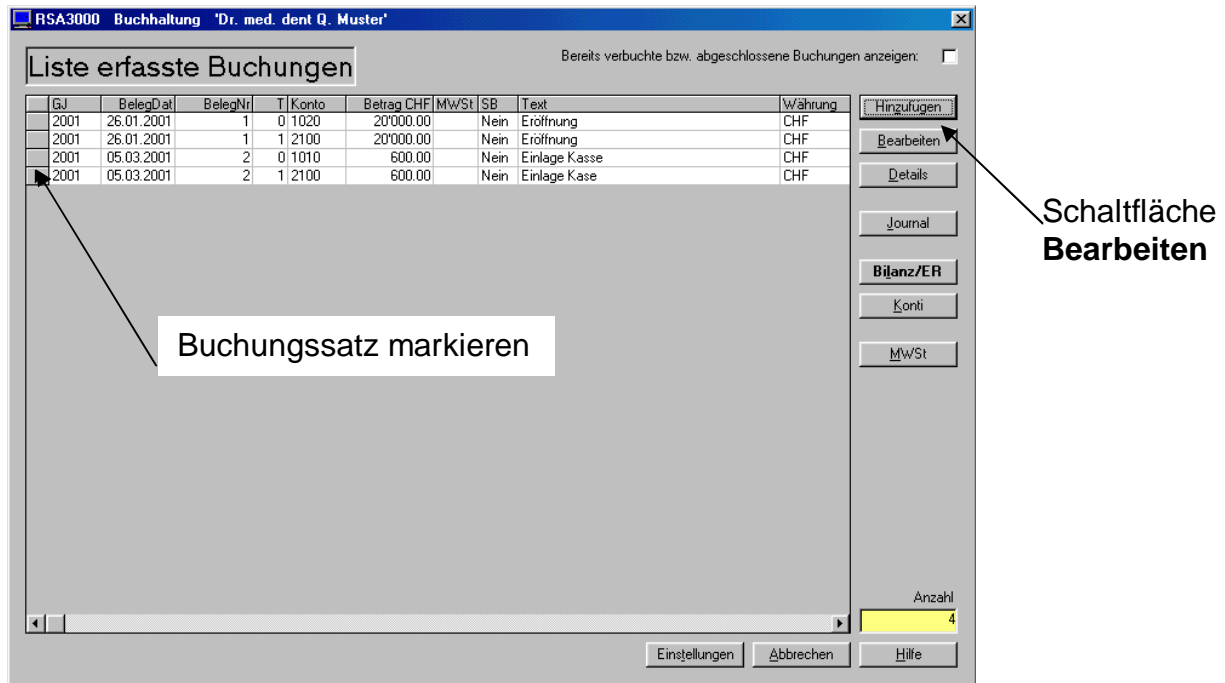 RSA3000 Buchhaltung 'Dr. med. dent Q. Muster'
Liste erfasste Buchungen
Bereits verbuchte bzw. abgeschlossene Buchungen anzeigen:
GJ BelegDat BelegNr T Konto Betrag CHF MWSt SB Text Währung
2001 26.01.2001 1 0 1020 20'000.00 Nein Eröffnung CHF
2001 26.01.2001 1 1 2100 20'000.00 Nein Eröffnung CHF
2001 05.03.2001 2 0 1010 600.00 Nein Einlage Kasse CHF
2001 05.03.2001 2 1 2100 600.00 Nein Einlage Kase CHF
Hinzufügen
Bearbeiten
Details
Journal
Bilanz/ER
Konti
MWSt
Schaltfläche
Bearbeiten
Buchungssatz markieren
Anzahl
4
Einstellungen Abbrechen Hilfe